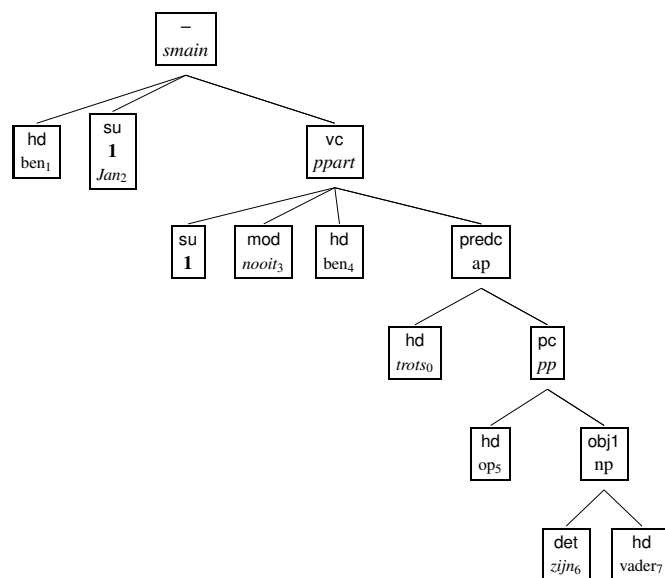 –
smain
hd
ben₁
su
1
Jan₂
vc
ppart
su
1
mod
nooit₃
hd
ben₄
predc
ap
hd
trots₀
pc
pp
hd
op₅
obj1
np
det
zijn₆
hd
vader₇